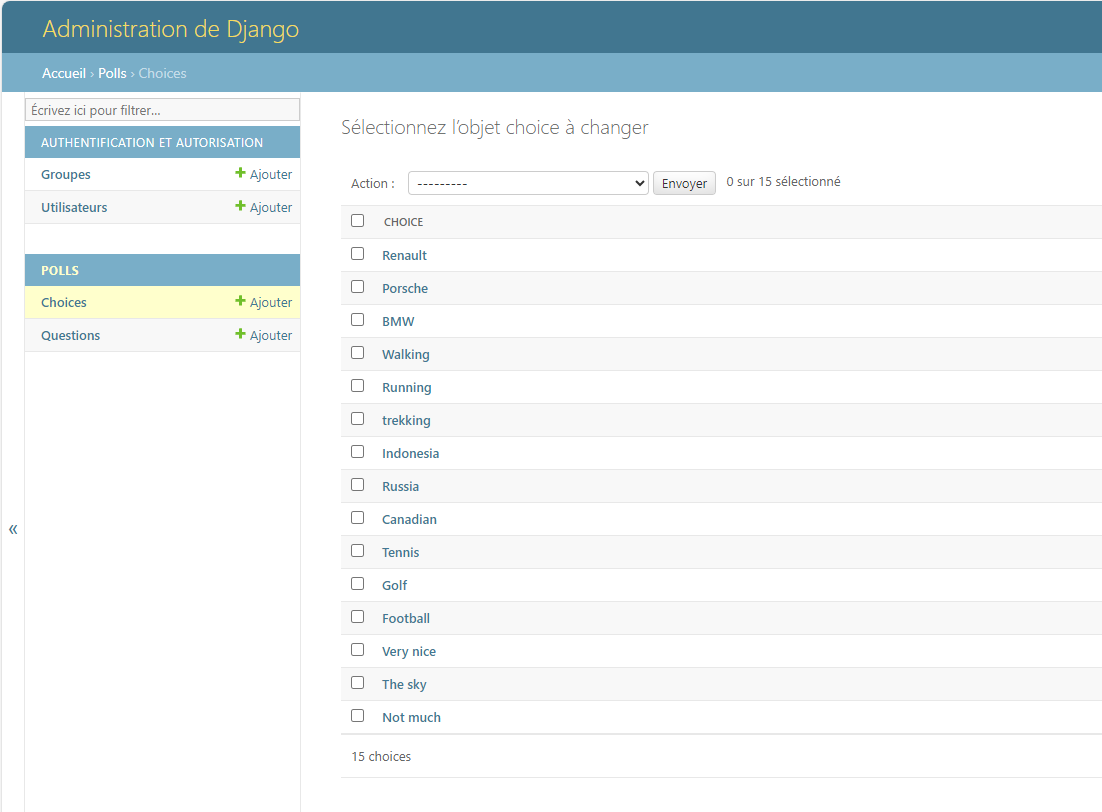 Administration de Django
Accueil › Polls › Choices
Écrivez ici pour filtrer…
AUTHENTIFICATION ET AUTORISATION
Groupes Ajouter
Utilisateurs Ajouter
POLLS
Choices Ajouter
Questions Ajouter
«
Sélectionnez l’objet choice à changer
Action : --------- Envoyer 0 sur 15 sélectionné
CHOICE
Renault
Porsche
BMW
Walking
Running
trekking
Indonesia
Russia
Canadian
Tennis
Golf
Football
Very nice
The sky
Not much
15 choices